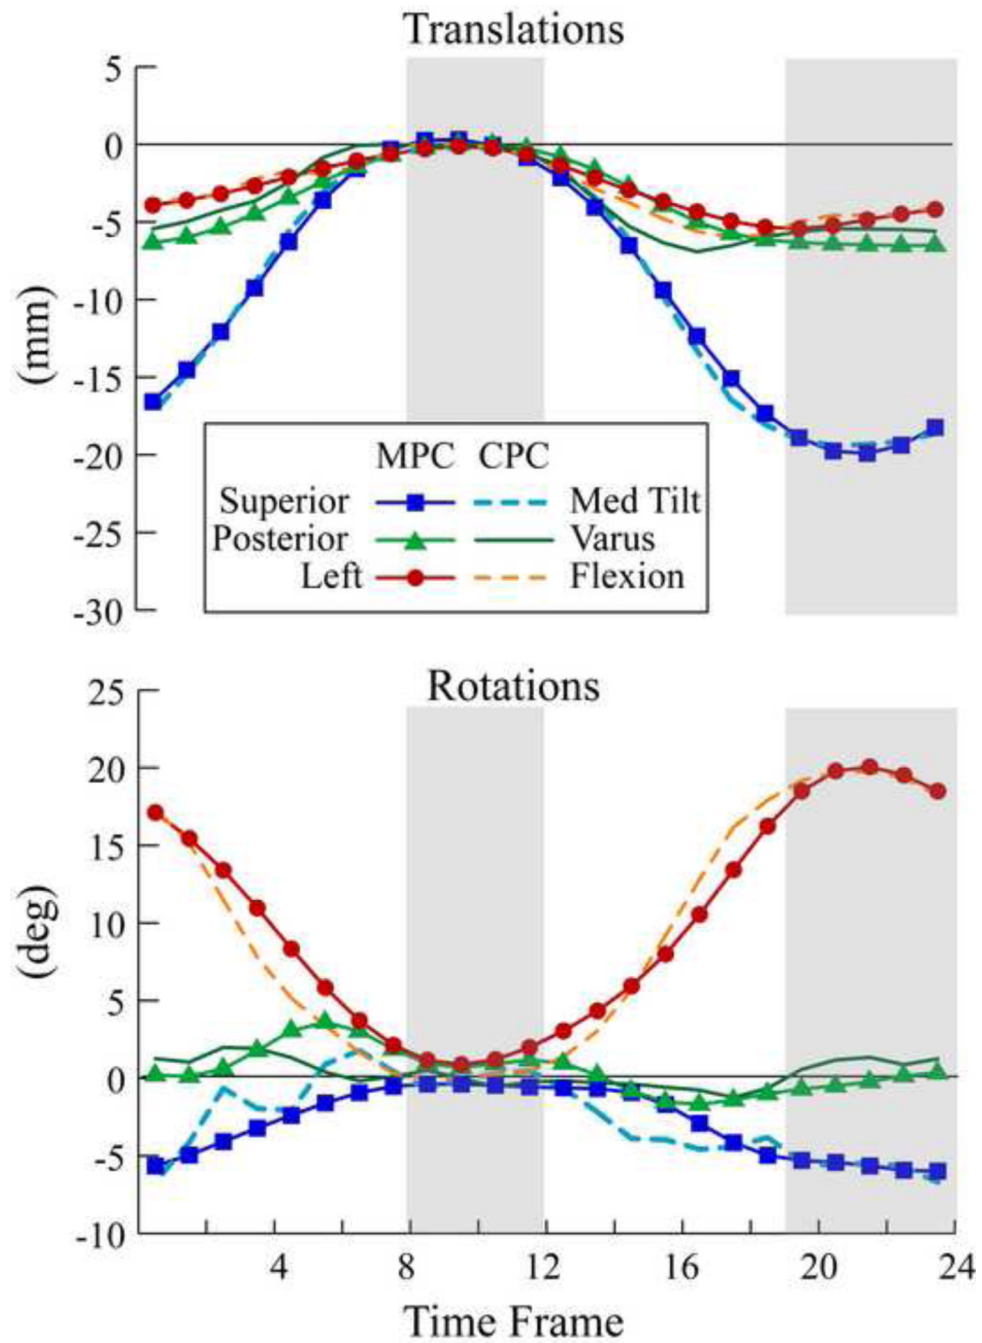 Translations
5
0
-5
-10
-15
-20
-25
-30
(mm)
MPC CPC
Superior Med Tilt
Posterior Varus
Left Flexion
Rotations
25
20
15
10
5
0
-5
-10
(deg)
4 8 12 16 20 24
Time Frame